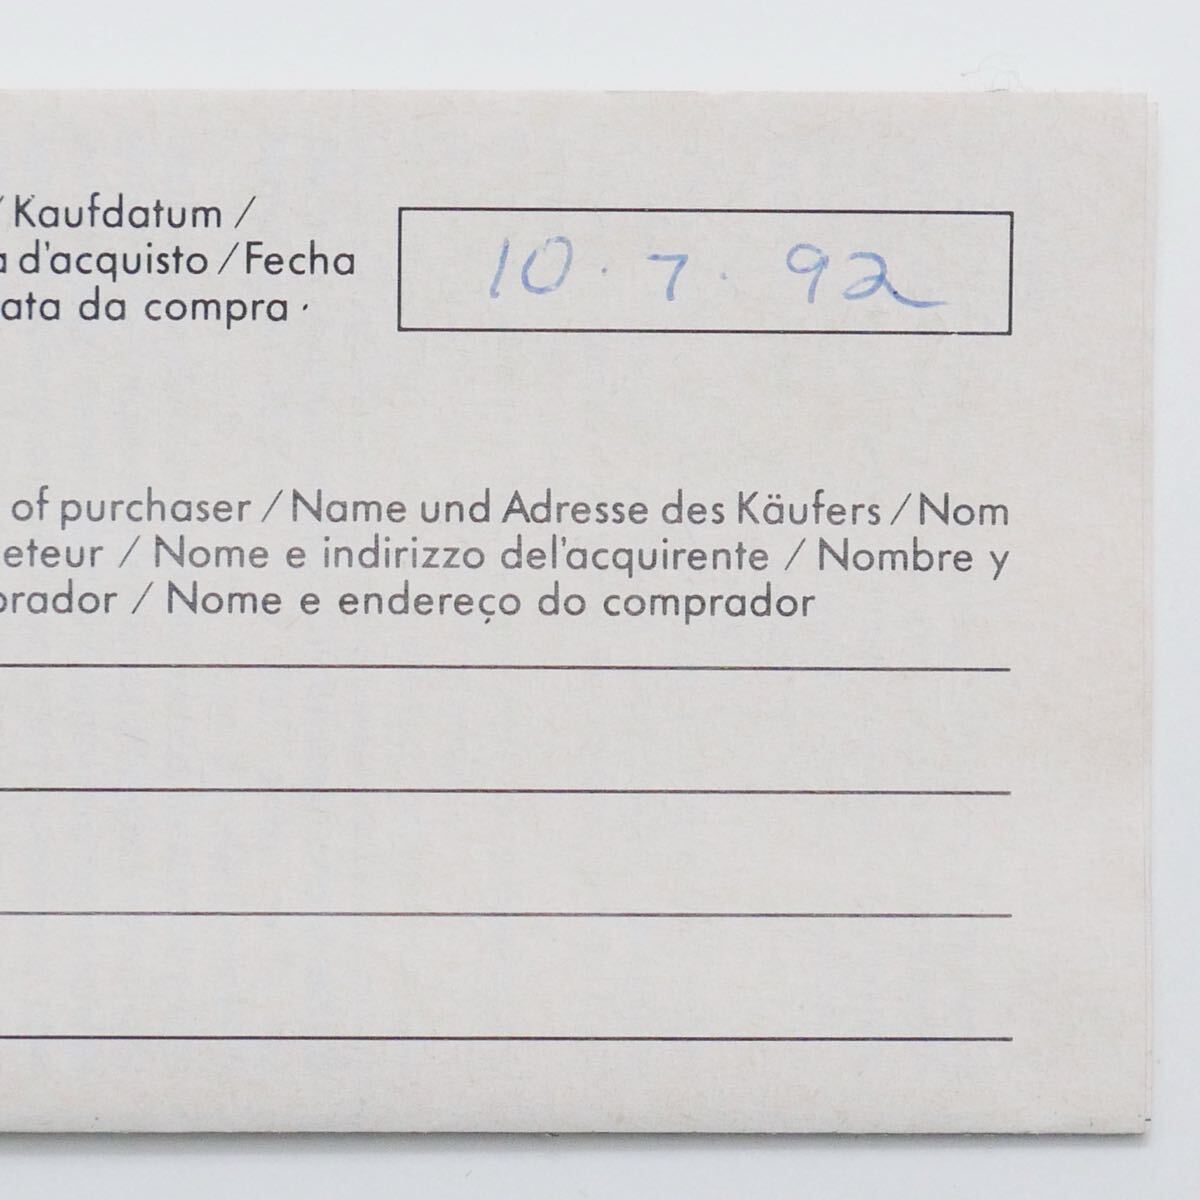 / Kaufdatum /
a d'acquisto / Fecha
ata da compra ·
10 · 7 · 92
of purchaser / Name und Adresse des Käufers / Nom
eteur / Nome e indirizzo del'acquirente / Nombre y
orador / Nome e endereço do comprador